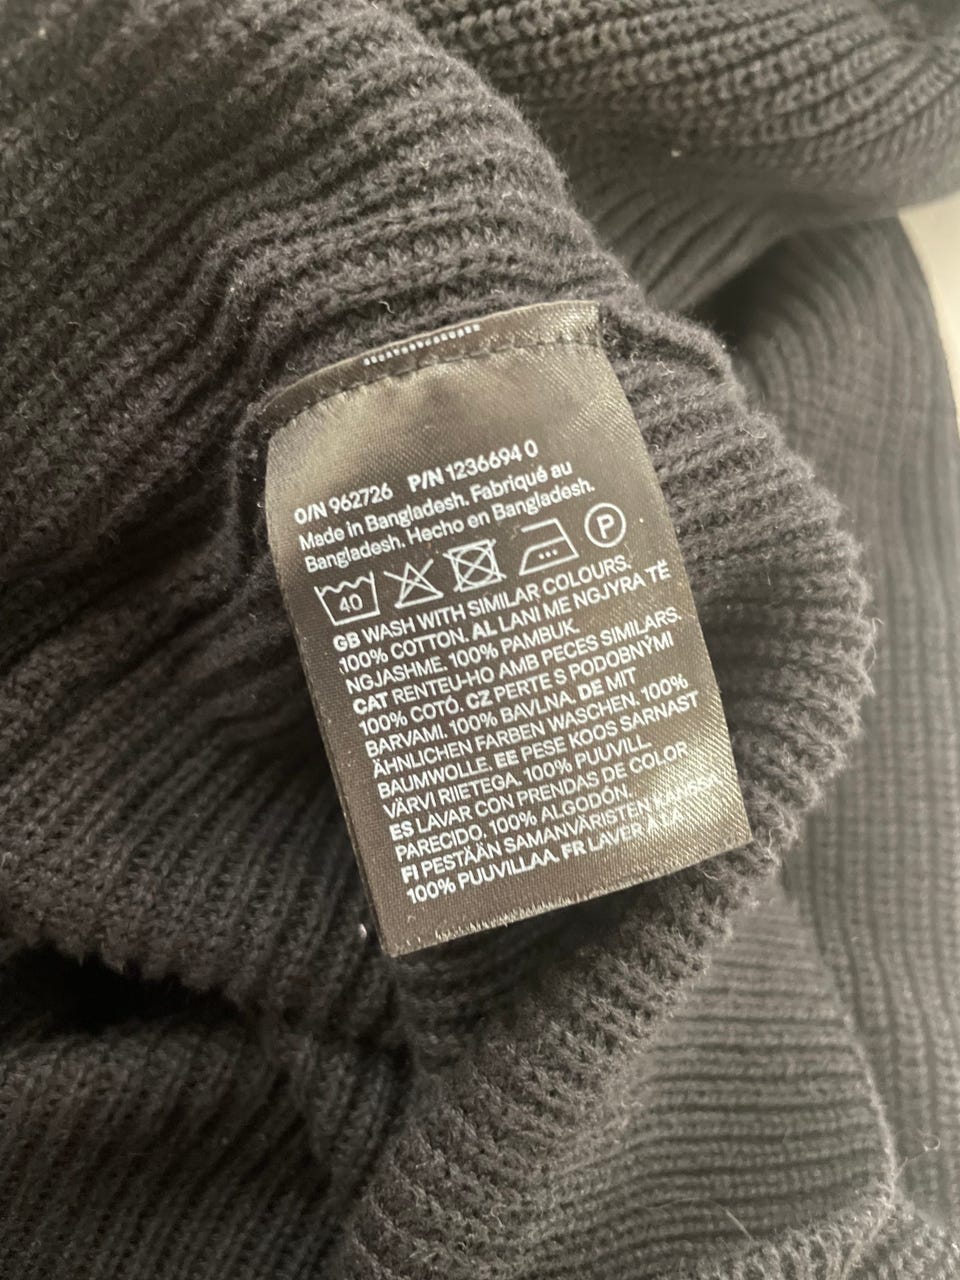 O/N 962726 P/N 1236694 0
Made in Bangladesh. Fabriqué au
Bangladesh. Hecho en Bangladesh.
40 P
GB WASH WITH SIMILAR COLOURS.
100% COTTON. AL LANI ME NGJYRA TË
NGJASHME. 100% PAMBUK.
CAT RENTEU-HO AMB PECES SIMILARS.
100% COTÓ. CZ PERTE S PODOBNÝMI
BARVAMI. 100% BAVLNA. DE MIT
ÄHNLICHEN FARBEN WASCHEN. 100%
BAUMWOLLE. EE PESE KOOS SARNAST
VÄRVI RIIETEGA. 100% PUUVILL.
ES LAVAR CON PRENDAS DE COLOR
PARECIDO. 100% ALGODÓN.
FI PESTÄÄN SAMANVÄRISTEN KANSSA.
100% PUUVILLAA. FR LAVER À LA